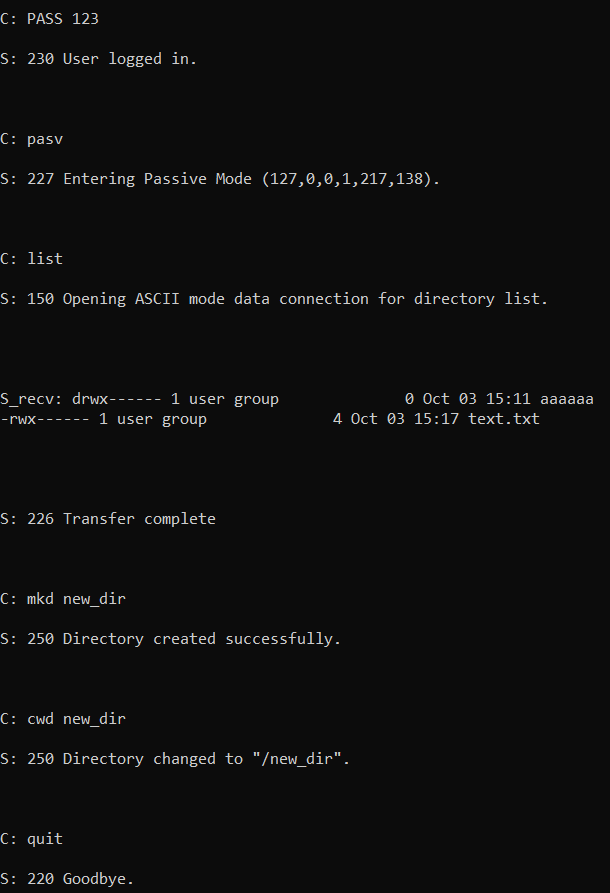 C: PASS 123
S: 230 User logged in.
C: pasv
S: 227 Entering Passive Mode (127,0,0,1,217,138).
C: list
S: 150 Opening ASCII mode data connection for directory list.
S_recv: drwx------ 1 user group              0 Oct 03 15:11 aaaaaa
-rwx------ 1 user group              4 Oct 03 15:17 text.txt
S: 226 Transfer complete
C: mkd new_dir
S: 250 Directory created successfully.
C: cwd new_dir
S: 250 Directory changed to "/new_dir".
C: quit
S: 220 Goodbye.